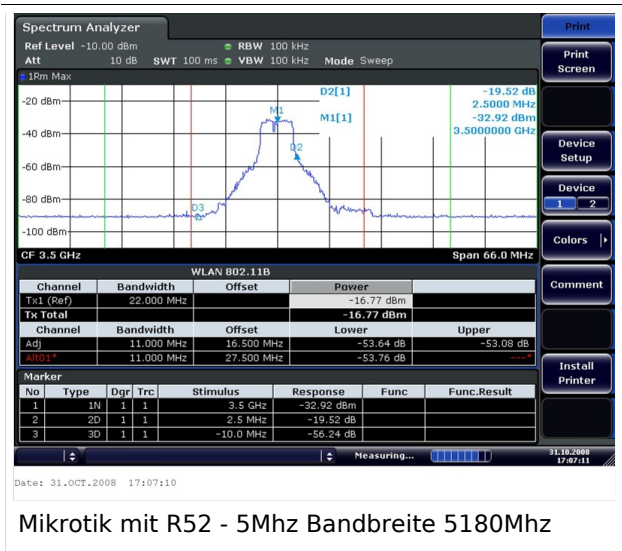 Spectrum Analyzer
Ref Level -10.00 dBm RBW 100 kHz
Att 10 dB SWT 100 ms VBW 100 kHz Mode Sweep
1Rm Max
D2[1] -19.52 dB
2.5000 MHz
M1[1] -32.92 dBm
3.5000000 GHz
-20 dBm
-40 dBm
-60 dBm
-80 dBm
-100 dBm
M1
D2
D3
CF 3.5 GHz Span 66.0 MHz
WLAN 802.11B
Channel Bandwidth Offset Power
Tx1 (Ref) 22.000 MHz -16.77 dBm
Tx Total -16.77 dBm
Channel Bandwidth Offset Lower Upper
Adj 11.000 MHz 16.500 MHz -53.64 dB -53.08 dB
Alt01* 11.000 MHz 27.500 MHz -53.76 dB ---*
Marker
No Type Dgr Trc Stimulus Response Func Func.Result
1 1N 1 1 3.5 GHz -32.92 dBm
2 2D 1 1 2.5 MHz -19.52 dB
3 3D 1 1 -10.0 MHz -56.24 dB
Measuring... 31.10.2008
17:07:11
Print
Print
Screen
Device
Setup
Device
1 2
Colors
Comment
Install
Printer
Date: 31.OCT.2008 17:07:10
Mikrotik mit R52 - 5Mhz Bandbreite 5180Mhz